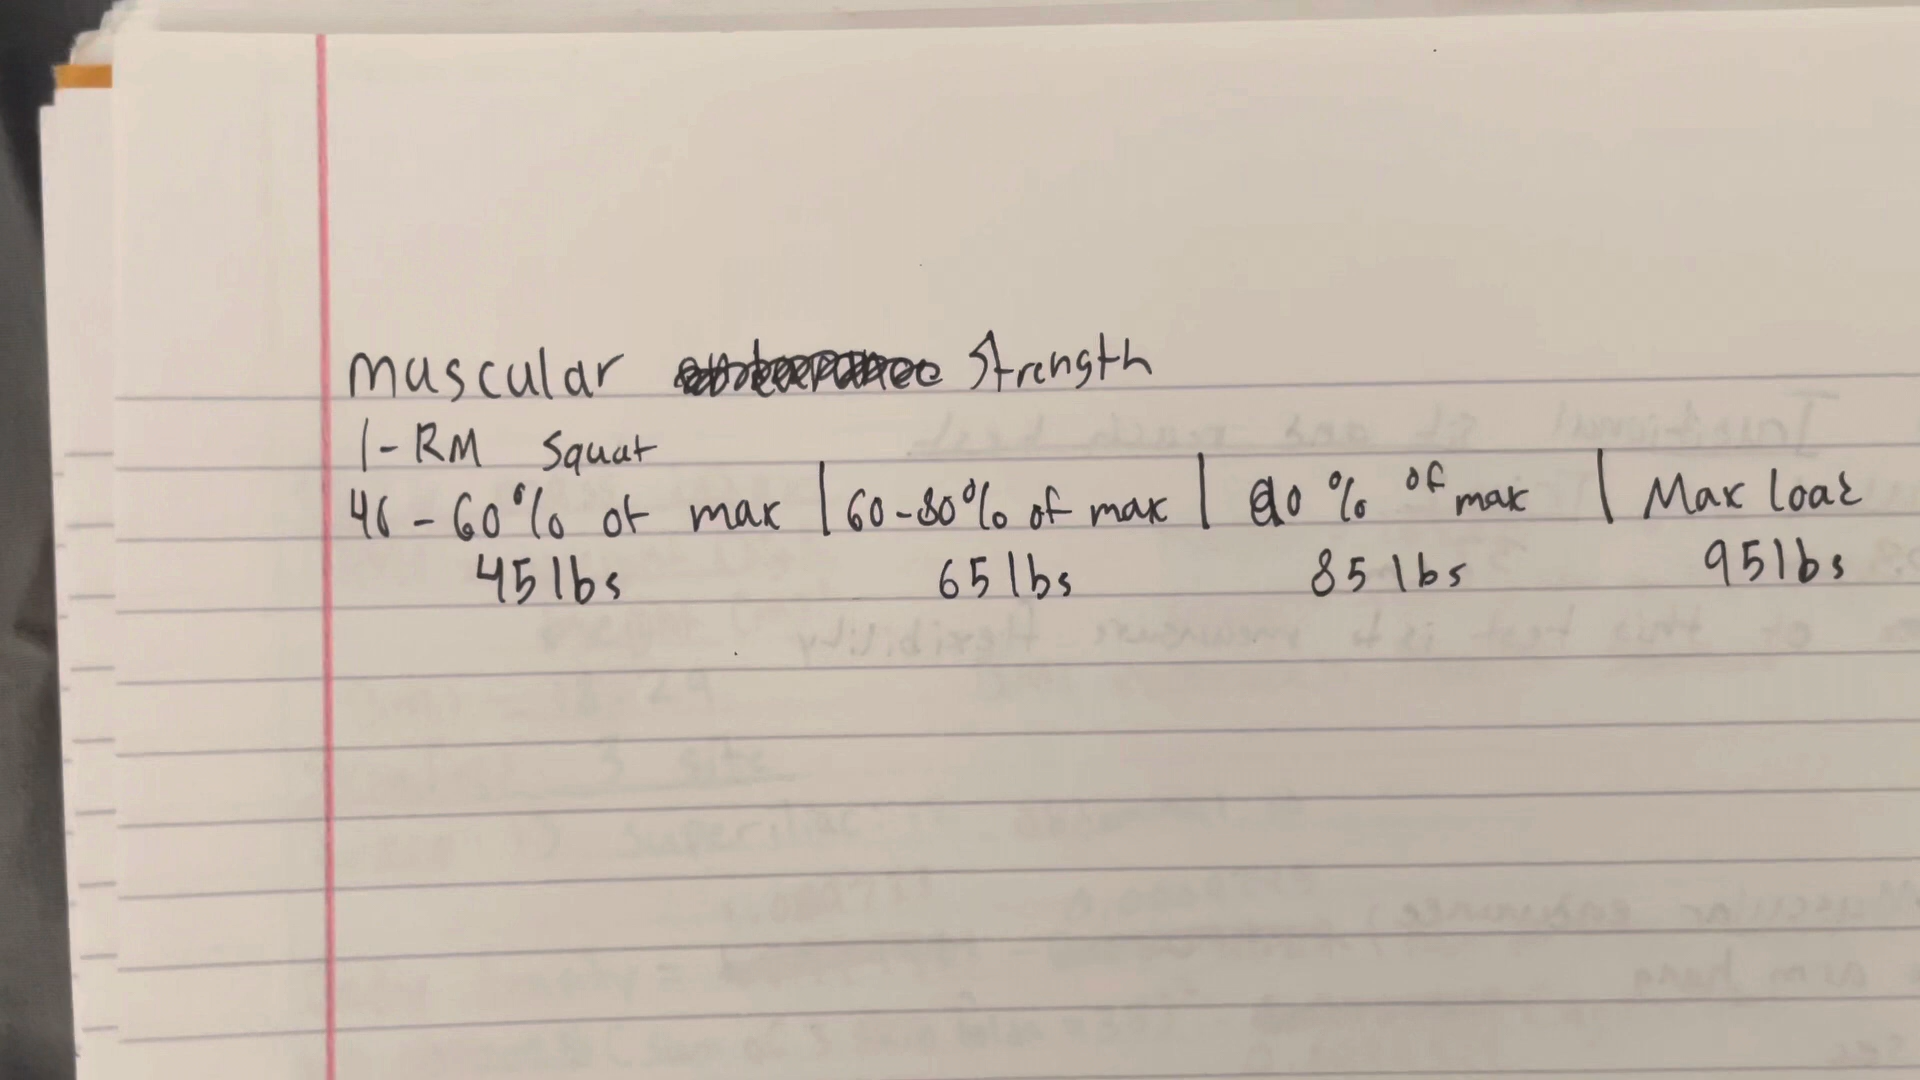 muscular Strength
1-RM Squat
46-60% of max | 60-80% of max | 90% of max | Max load
45 lbs 65 lbs 85 lbs 95 lbs